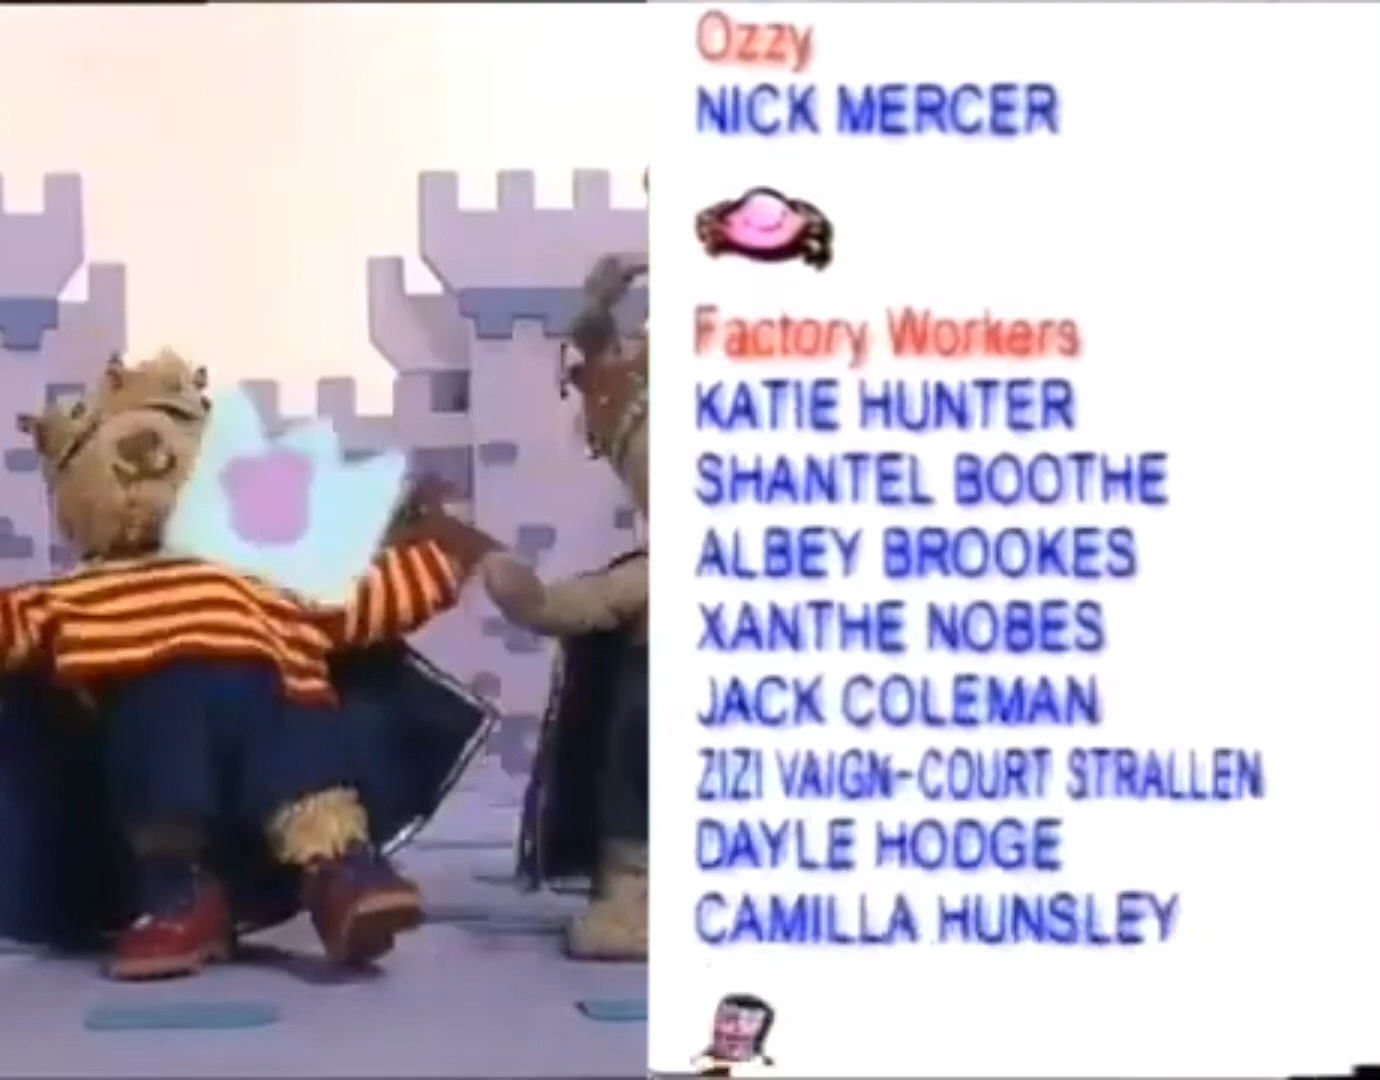 Ozzy
NICK MERCER
Factory Workers
KATIE HUNTER
SHANTEL BOOTHE
ALBEY BROOKES
XANTHE NOBES
JACK COLEMAN
ZIZI VAIGN-COURT STRALLEN
DAYLE HODGE
CAMILLA HUNSLEY